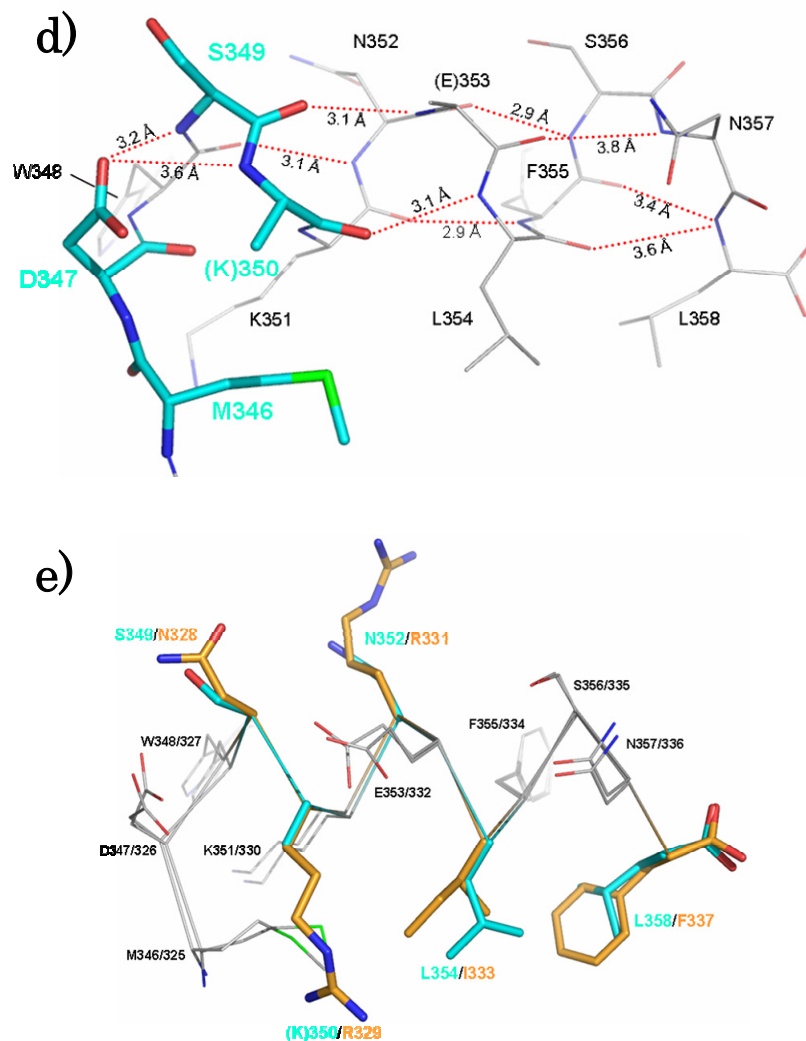 d)
S349
N352
S356
(E)353
3.2 Å
3.1 Å
2.9 Å
N357
3.8 Å
W348
3.6 Å
3.1 Å
F355
3.1 Å
3.4 Å
2.9 Å
3.6 Å
D347
(K)350
K351
L354
L358
M346
e)
S349/N328
N352/R331
S356/335
W348/327
F355/334
N357/336
E353/332
D347/326
K351/330
L358/F337
M346/325
L354/I333
(K)350/R329